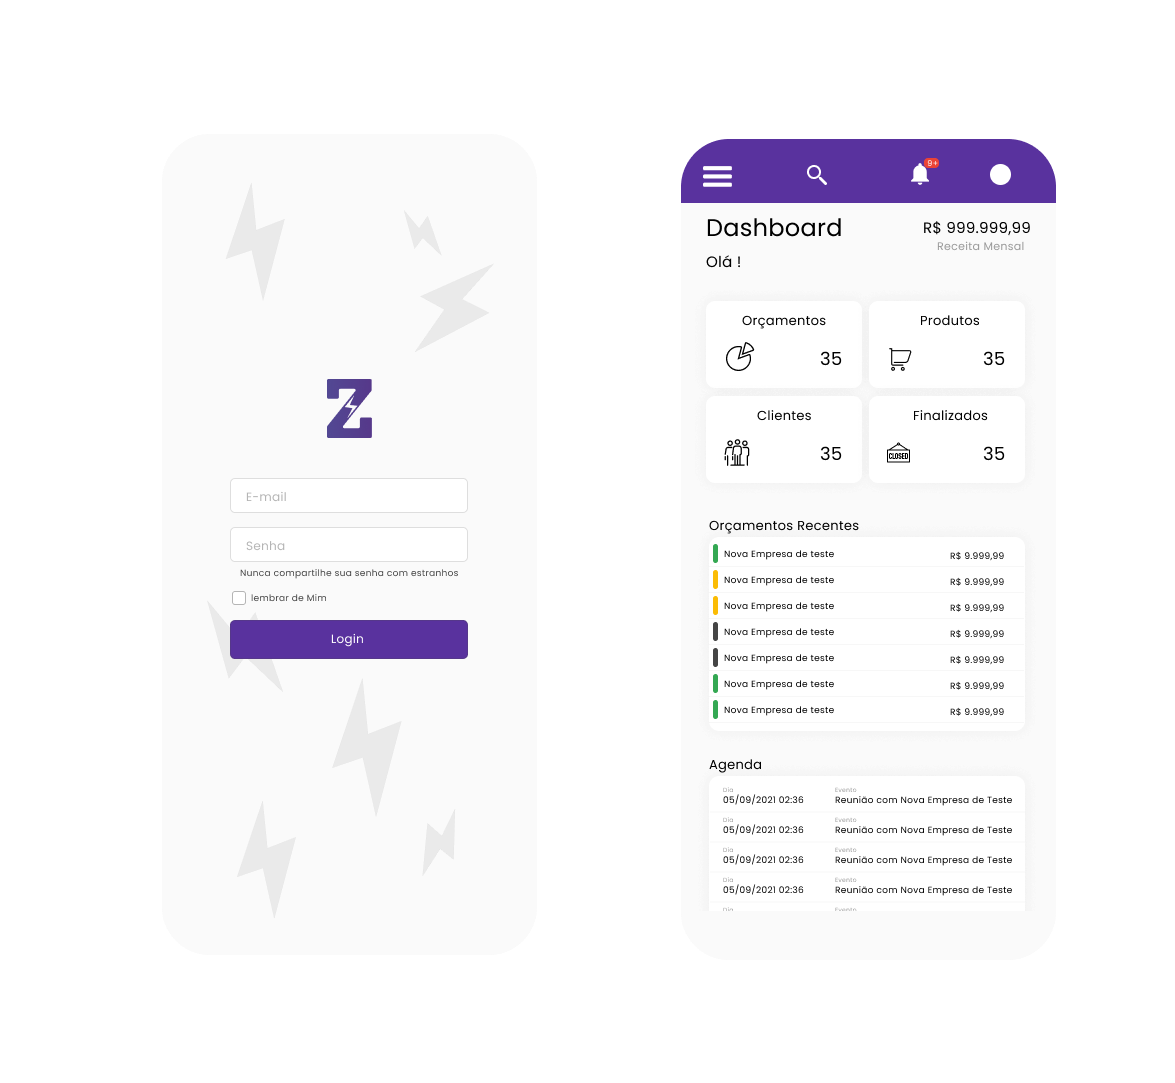 Z
E-mail
Senha
Nunca compartilhe sua senha com estranhos
lembrar de Mim
Login
9+
Dashboard
R$ 999.999,99
Receita Mensal
Olá !
Orçamentos
35
Produtos
35
Clientes
35
Finalizados
CLOSED
35
Orçamentos Recentes
Nova Empresa de teste R$ 9.999,99
Nova Empresa de teste R$ 9.999,99
Nova Empresa de teste R$ 9.999,99
Nova Empresa de teste R$ 9.999,99
Nova Empresa de teste R$ 9.999,99
Nova Empresa de teste R$ 9.999,99
Nova Empresa de teste R$ 9.999,99
Agenda
Dia Evento
05/09/2021 02:36 Reunião com Nova Empresa de Teste
Dia Evento
05/09/2021 02:36 Reunião com Nova Empresa de Teste
Dia Evento
05/09/2021 02:36 Reunião com Nova Empresa de Teste
Dia Evento
05/09/2021 02:36 Reunião com Nova Empresa de Teste
Dia Evento